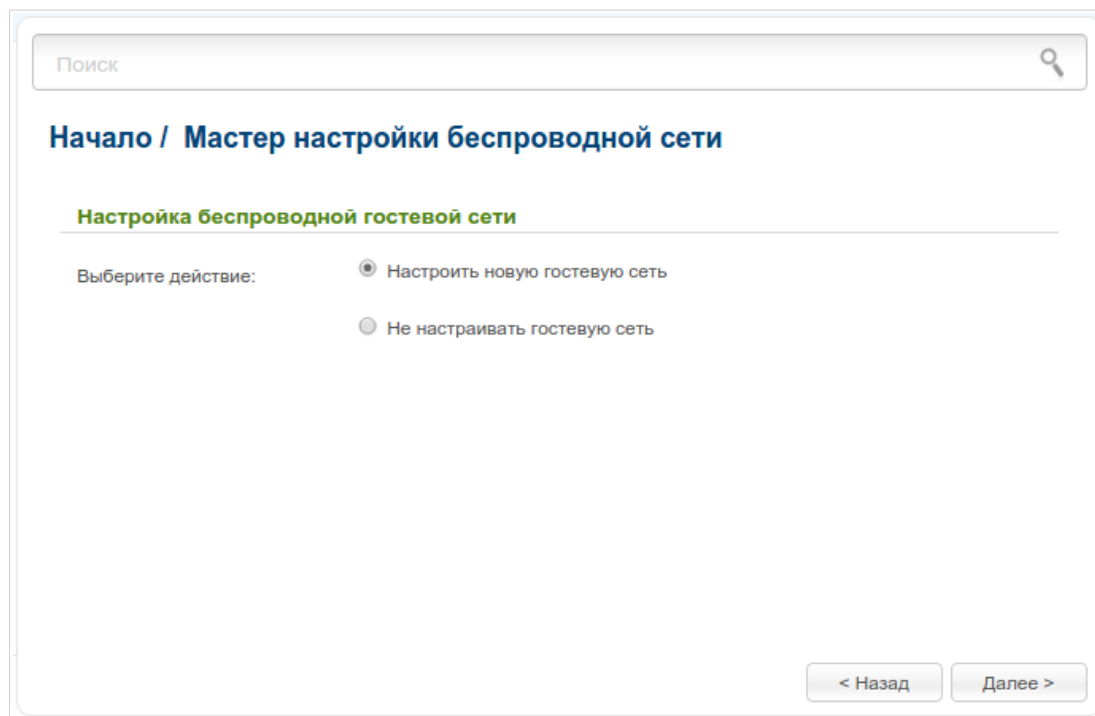 Поиск
Начало / Мастер настройки беспроводной сети
Настройка беспроводной гостевой сети
Выберите действие:
Настроить новую гостевую сеть
Не настраивать гостевую сеть
< Назад
Далее >